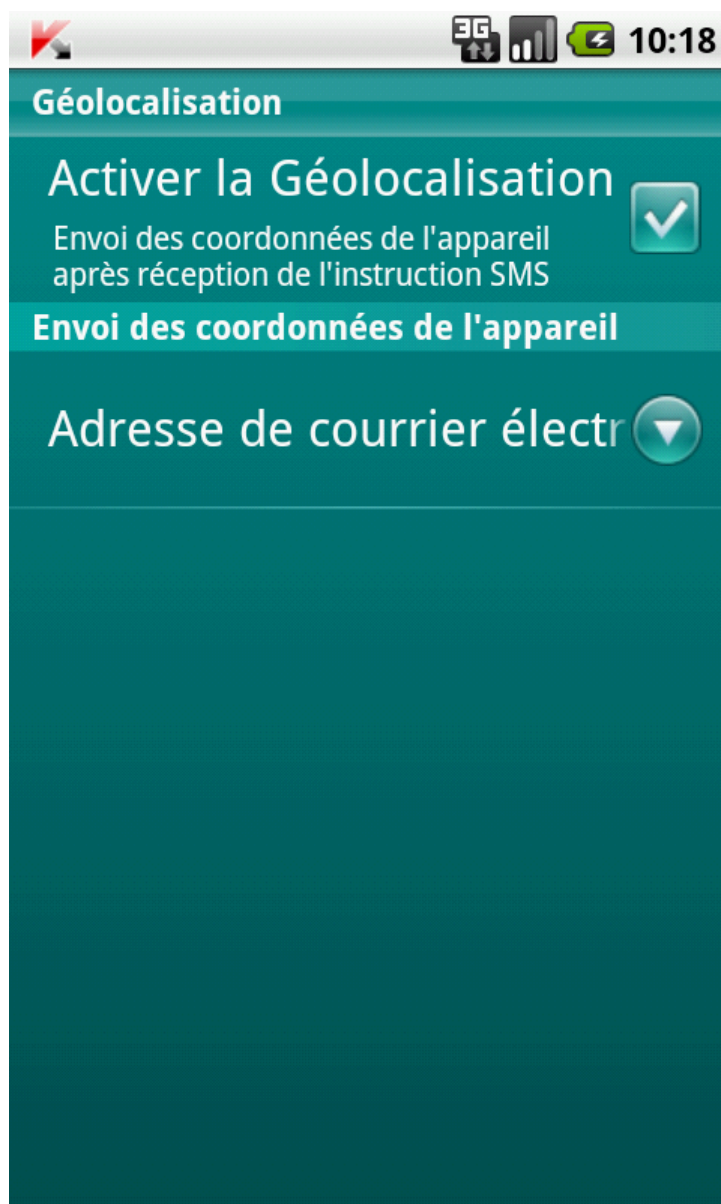 3G 10:18
Géolocalisation
Activer la Géolocalisation
Envoi des coordonnées de l'appareil
après réception de l'instruction SMS
Envoi des coordonnées de l'appareil
Adresse de courrier électr